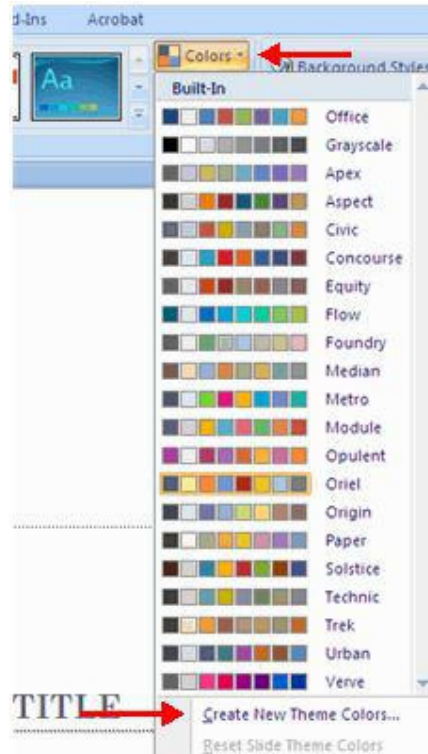 d-Ins Acrobat
Colors
Background Styles
Aa
Built-In
Office
Grayscale
Apex
Aspect
Civic
Concourse
Equity
Flow
Foundry
Median
Metro
Module
Opulent
Oriel
Origin
Paper
Solstice
Technic
Trek
Urban
Verve
TITLE
Create New Theme Colors...
Reset Slide Theme Colors